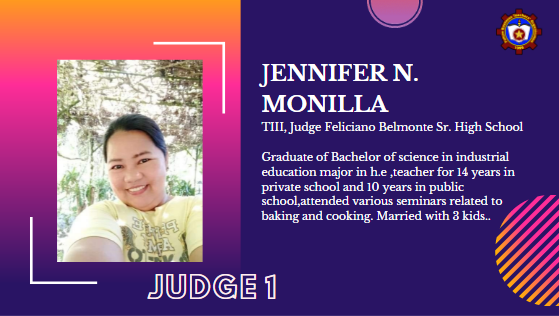 JENNIFER N.
MONILLA
TIII, Judge Feliciano Belmonte Sr. High School
Graduate of Bachelor of science in industrial
education major in h.e ,teacher for 14 years in
private school and 10 years in public
school,attended various seminars related to
baking and cooking. Married with 3 kids..
JUDGE 1